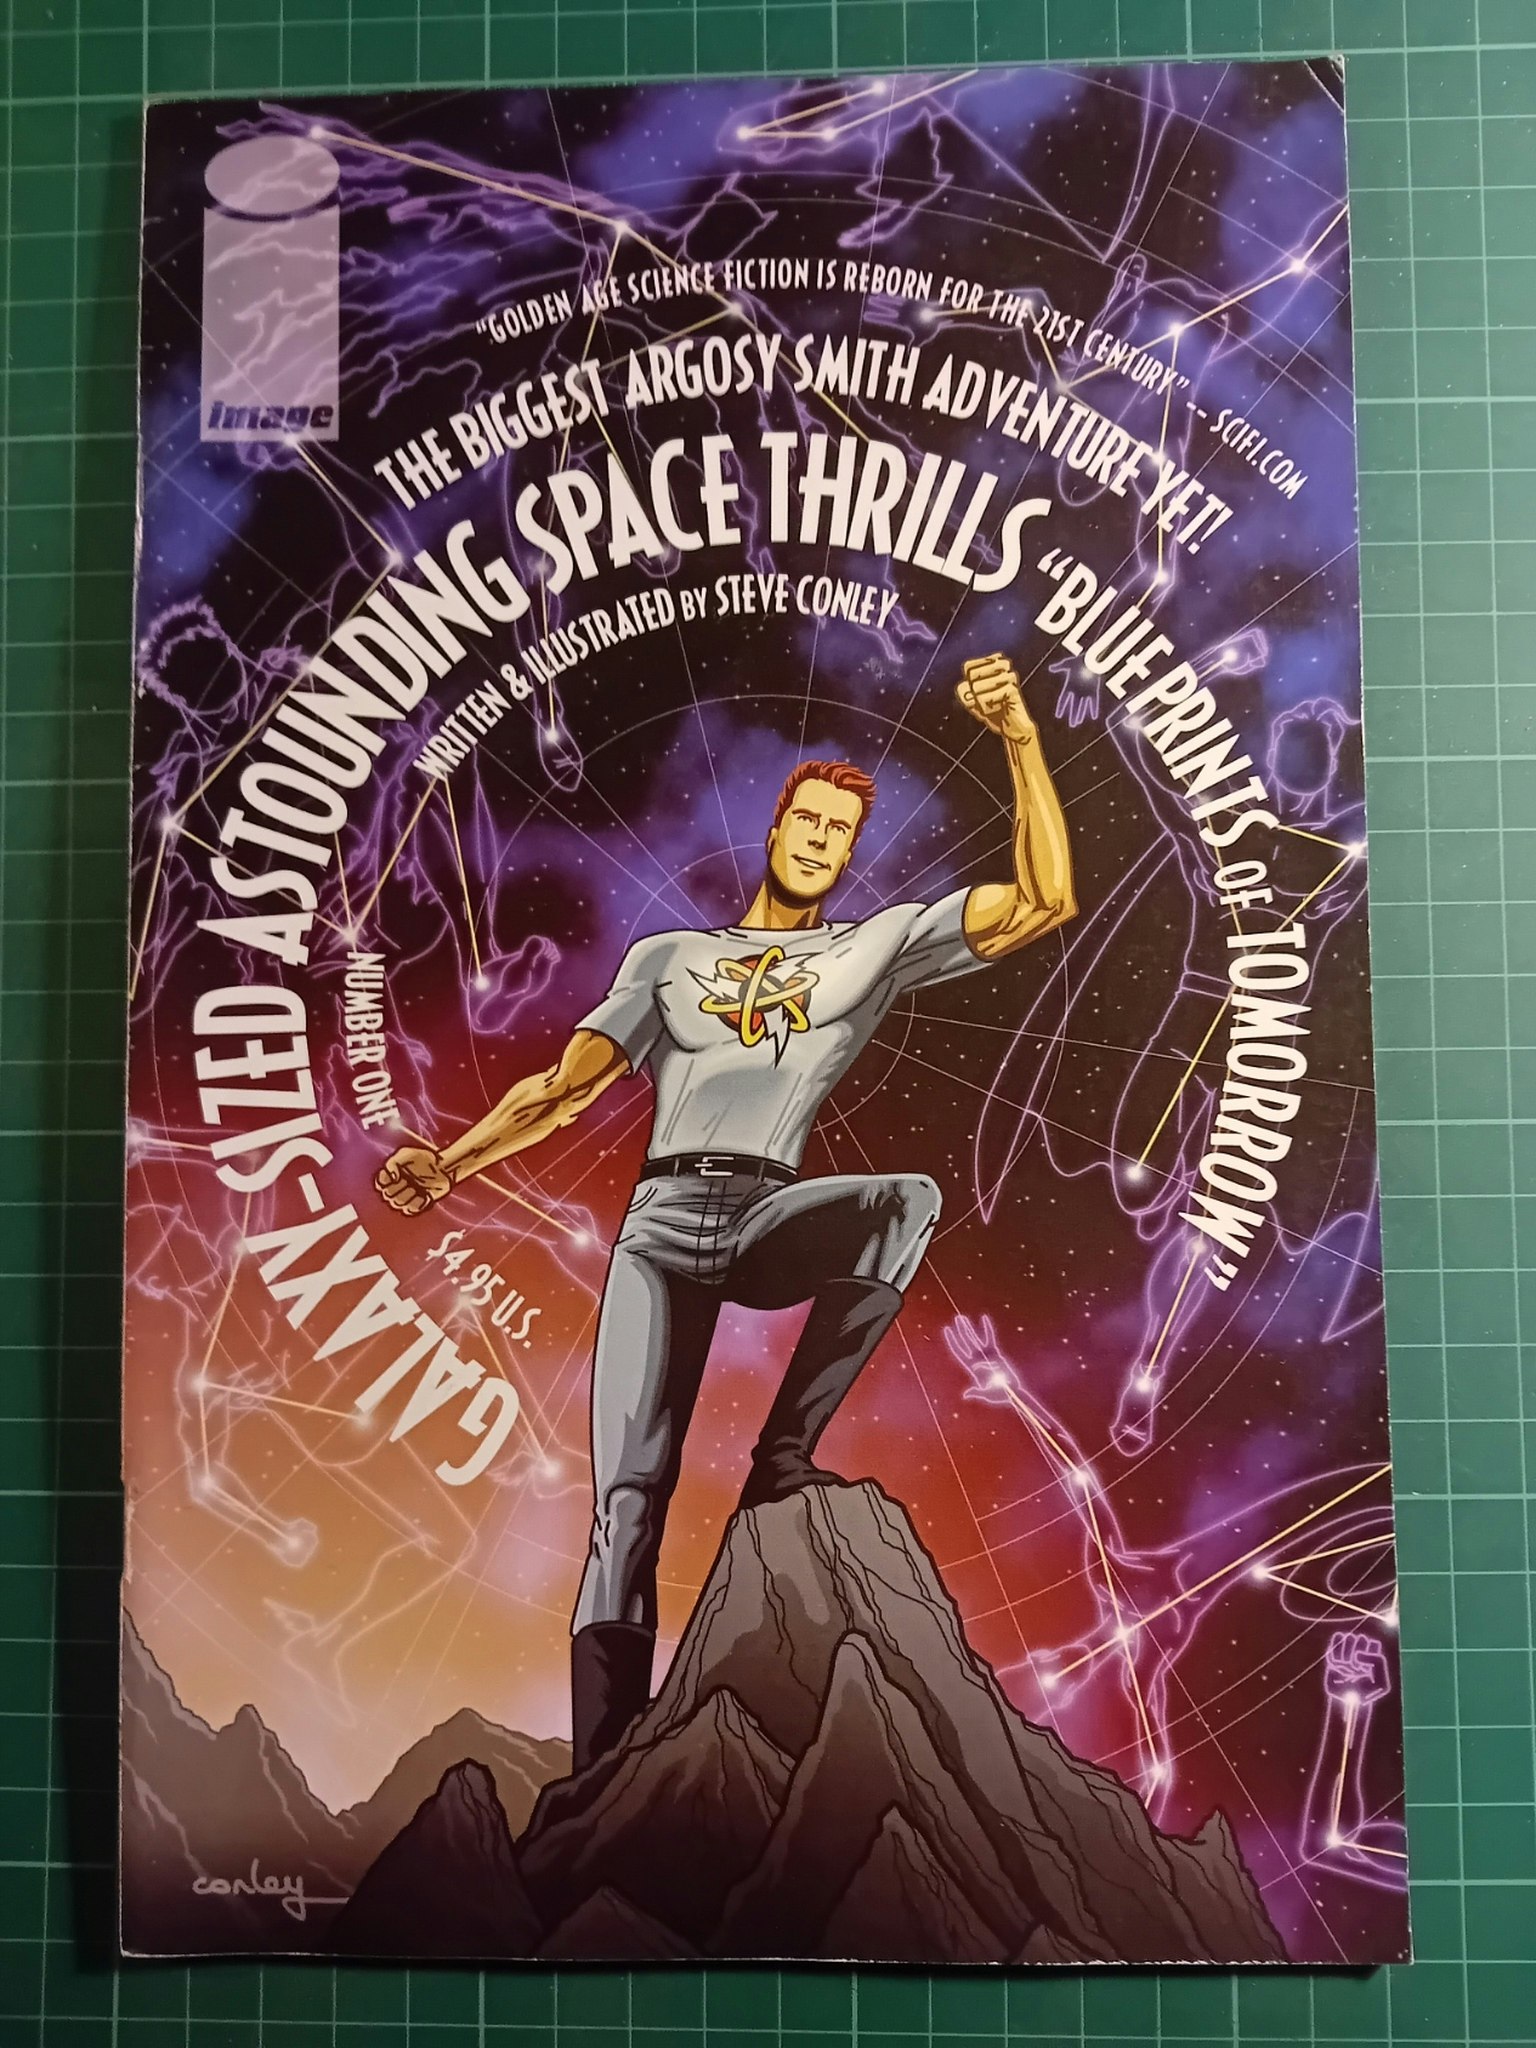 image
"GOLDEN AGE SCIENCE FICTION IS REBORN FOR THE 21ST CENTURY" -- SCIFI.COM
THE BIGGEST ARGOSY SMITH ADVENTURE YET!
GALAXY-SIZED ASTOUNDING SPACE THRILLS "BLUEPRINTS OF TOMORROW"
WRITTEN & ILLUSTRATED BY STEVE CONLEY
NUMBER ONE
$4.95 U.S.
conley